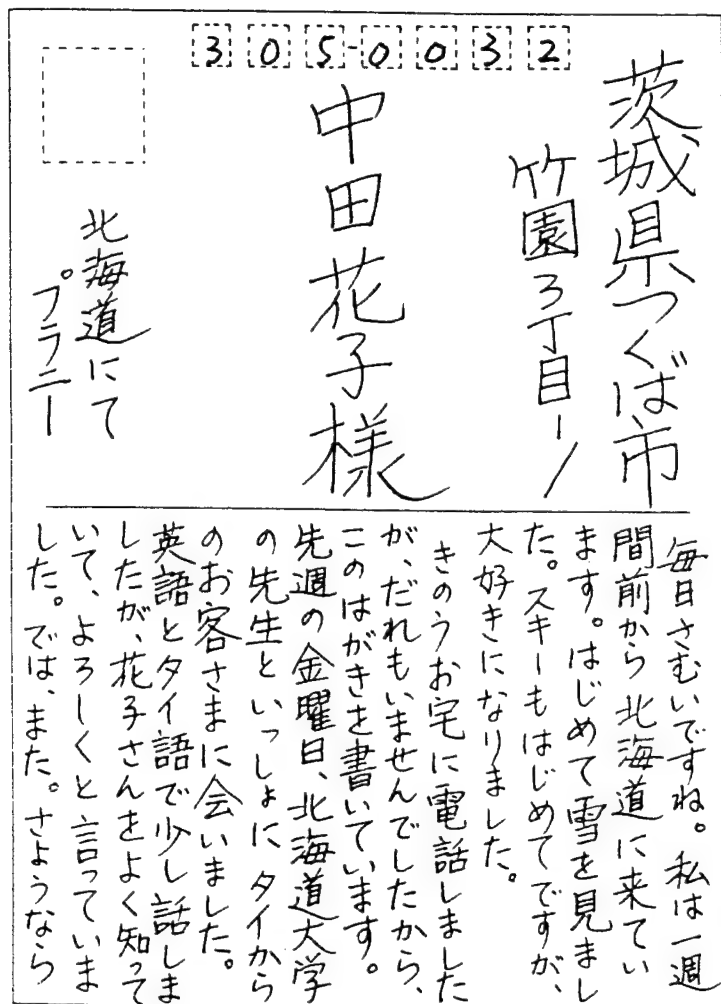 305-0032
茨城県つくば市
竹園3丁目ー1
中田花子様
北海道にて
プラニー
毎日さむいですね。私は一週
間前から北海道に来てい
ます。はじめて雪を見まし
た。スキーもはじめてですが、
大好きになりました。
きのうお宅に電話しました
が、だれもいませんでしたから、
このはがきを書いています。
先週の金曜日、北海道大学
の先生といっしょにタイから
のお客さまに会いました。
英語とタイ語で少し話しま
したが、花子さんをよく知って
いて、よろしくと言っていま
した。では、また。さようなら